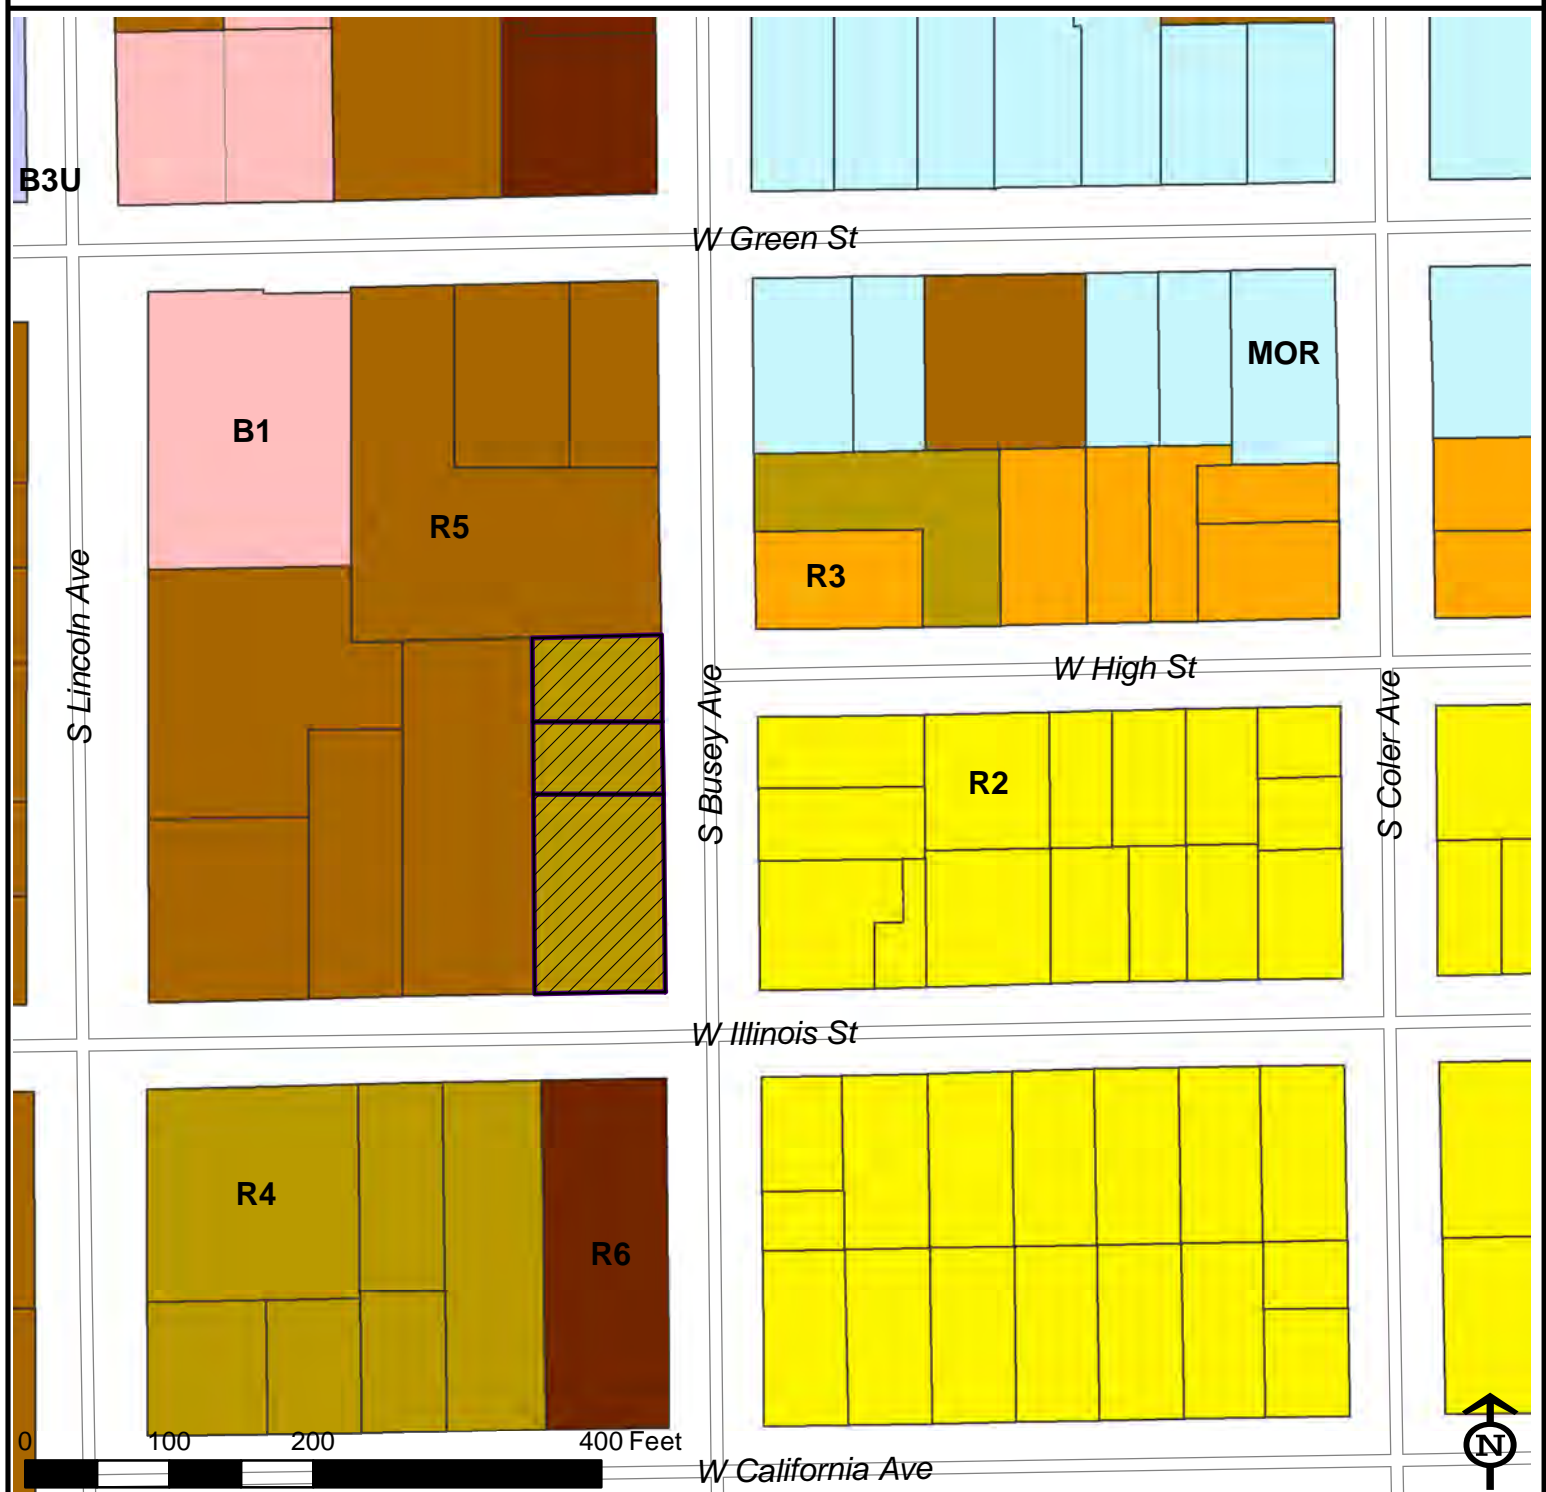 B3U
W Green St
MOR
B1
R5
R3
S Lincoln Ave
W High St
S Busey Ave
S Coler Ave
R2
W Illinois St
R4
R6
0 100 200 400 Feet
N
W California Ave